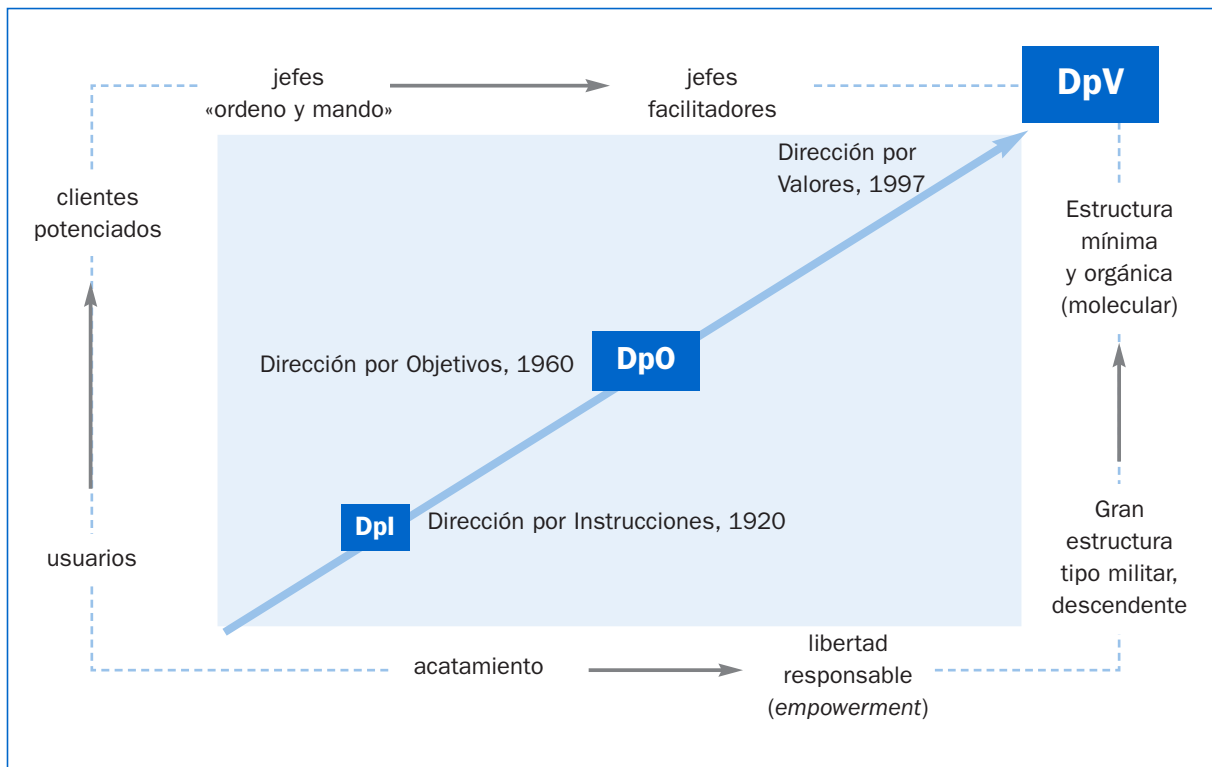 jefes
«ordeno y mando»
jefes
facilitadores
DpV
Dirección por
Valores, 1997
clientes
potenciados
Estructura
mínima
y orgánica
(molecular)
Dirección por Objetivos, 1960
DpO
DpI
Dirección por Instrucciones, 1920
usuarios
Gran
estructura
tipo militar,
descendente
acatamiento
libertad
responsable
(empowerment)